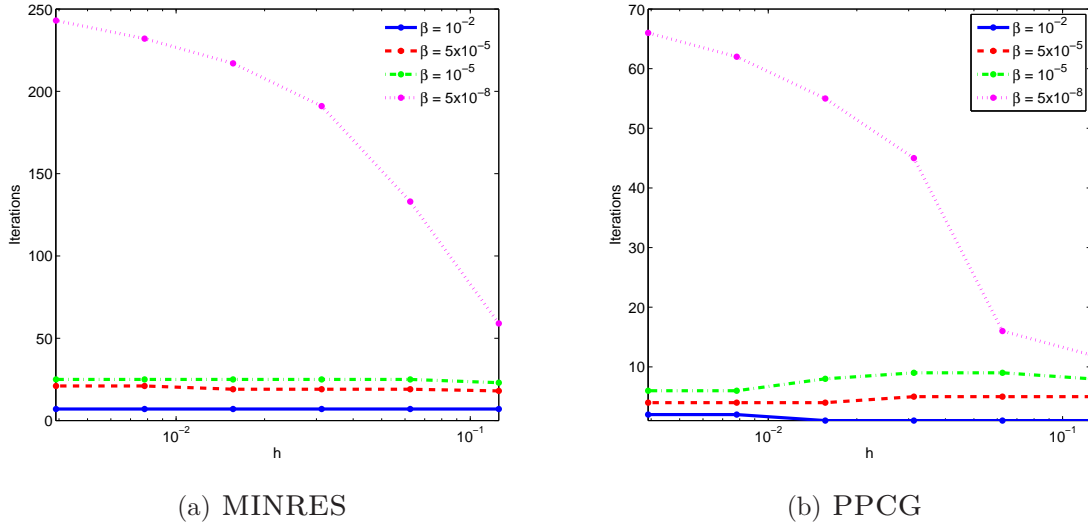 250
200
150
100
50
0
Iterations
10⁻²
10⁻¹
h
β = 10⁻²
β = 5x10⁻⁵
β = 10⁻⁵
β = 5x10⁻⁸
(a) MINRES
70
60
50
40
30
20
10
Iterations
10⁻²
10⁻¹
h
β = 10⁻²
β = 5x10⁻⁵
β = 10⁻⁵
β = 5x10⁻⁸
(b) PPCG